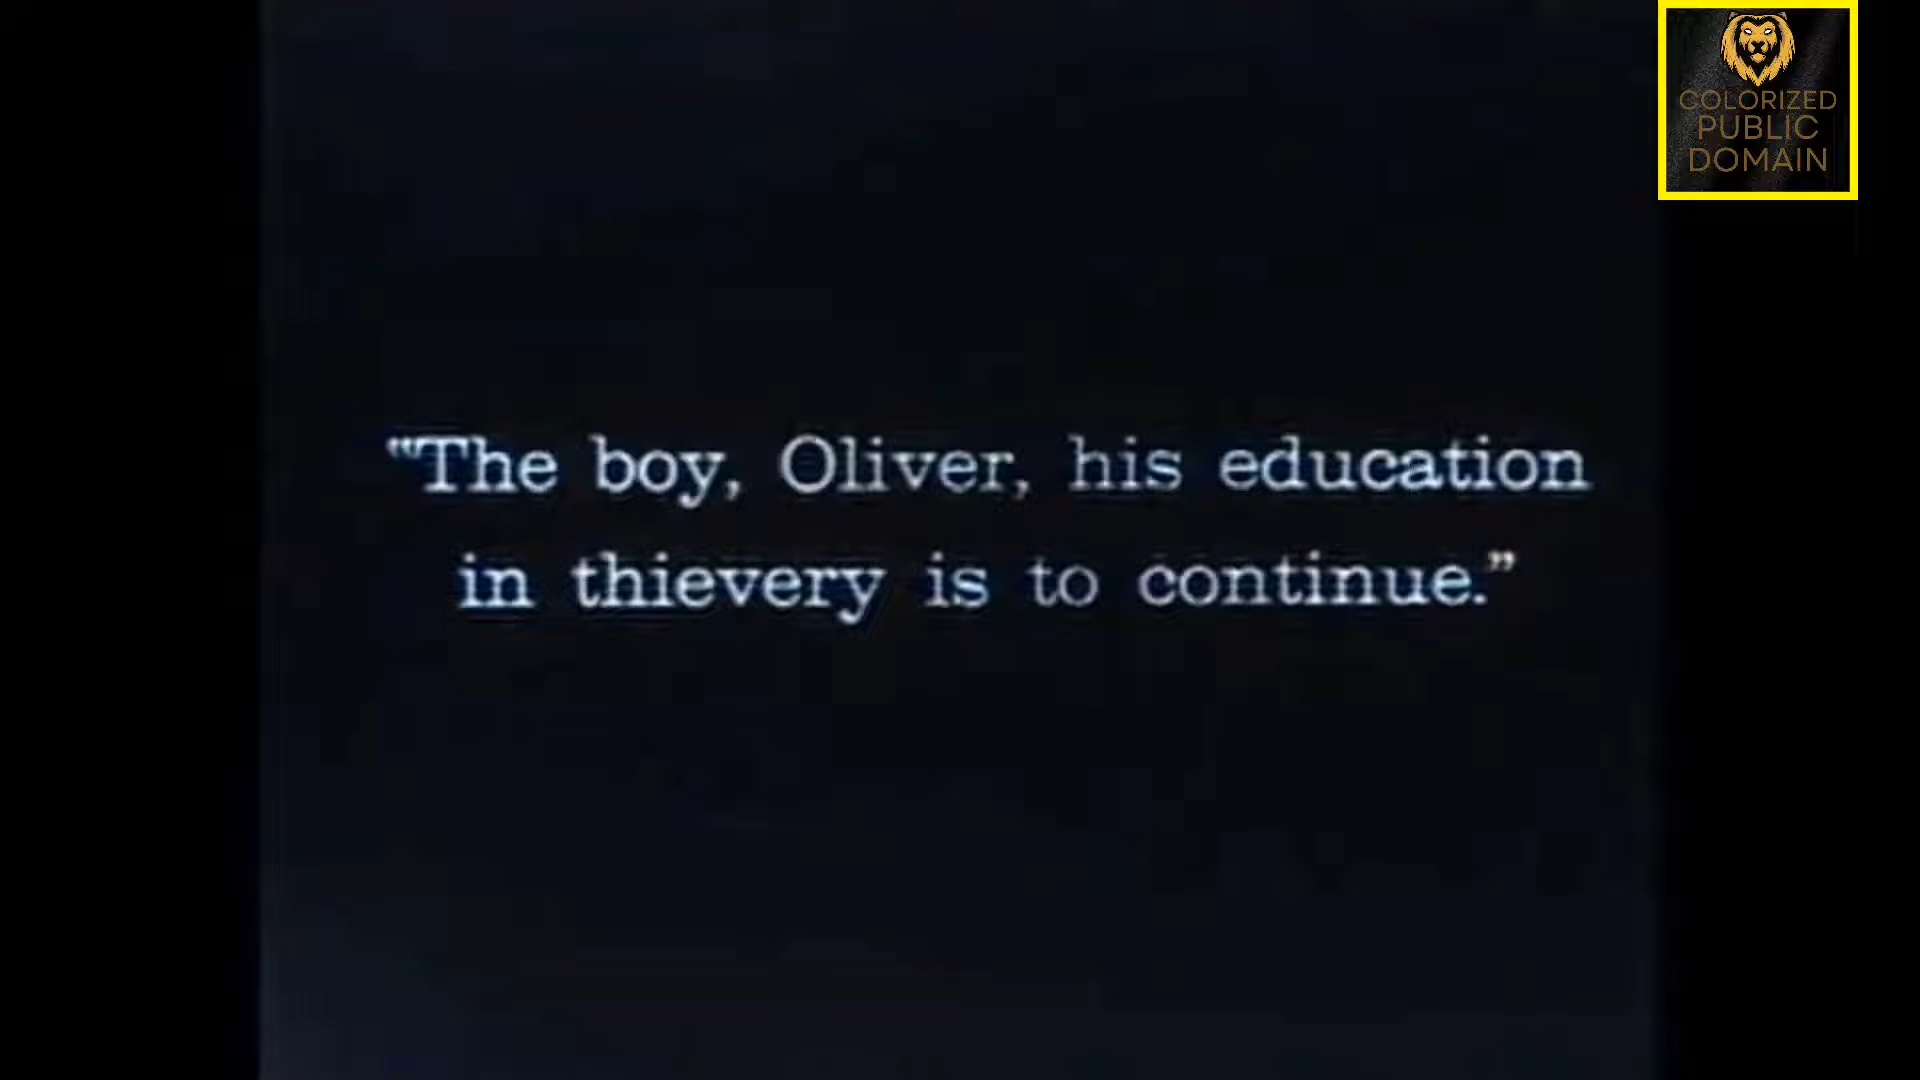 COLORIZED
PUBLIC
DOMAIN
"The boy, Oliver, his education
in thievery is to continue."